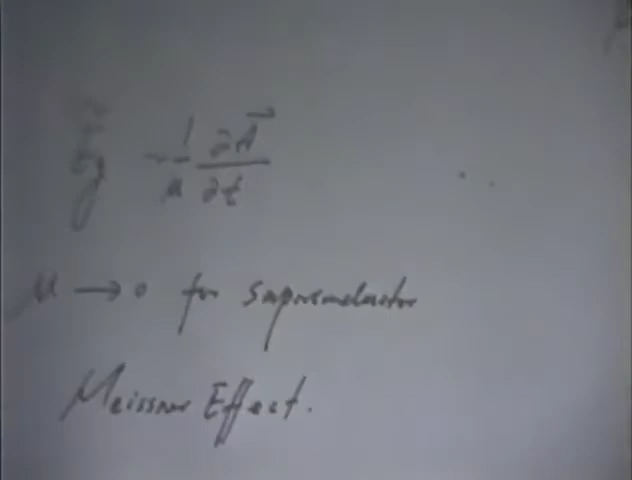 g⃗ - 1/μ ∂A⃗/∂t
μ → 0 for superconductor
Meissner Effect.